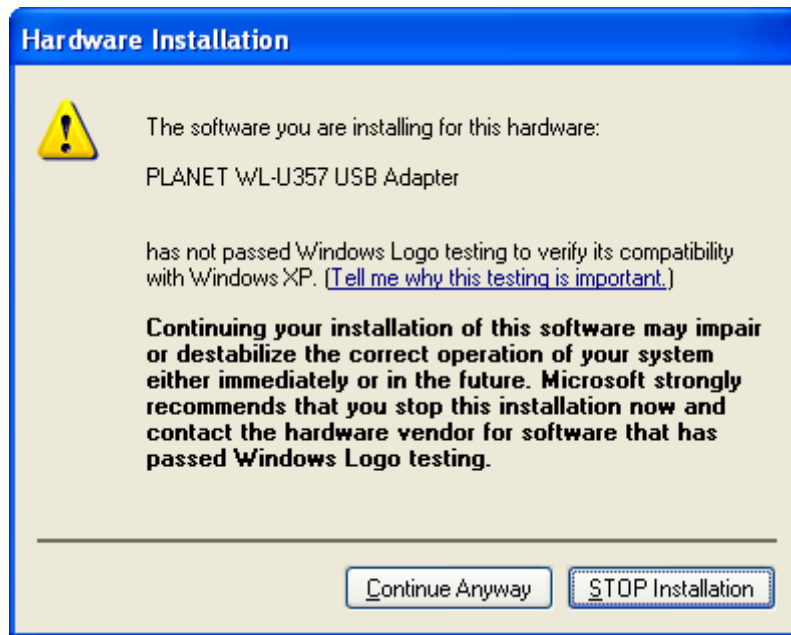 Hardware Installation
The software you are installing for this hardware:
PLANET WL-U357 USB Adapter
has not passed Windows Logo testing to verify its compatibility
with Windows XP. (Tell me why this testing is important.)
Continuing your installation of this software may impair
or destabilize the correct operation of your system
either immediately or in the future. Microsoft strongly
recommends that you stop this installation now and
contact the hardware vendor for software that has
passed Windows Logo testing.
Continue Anyway
STOP Installation